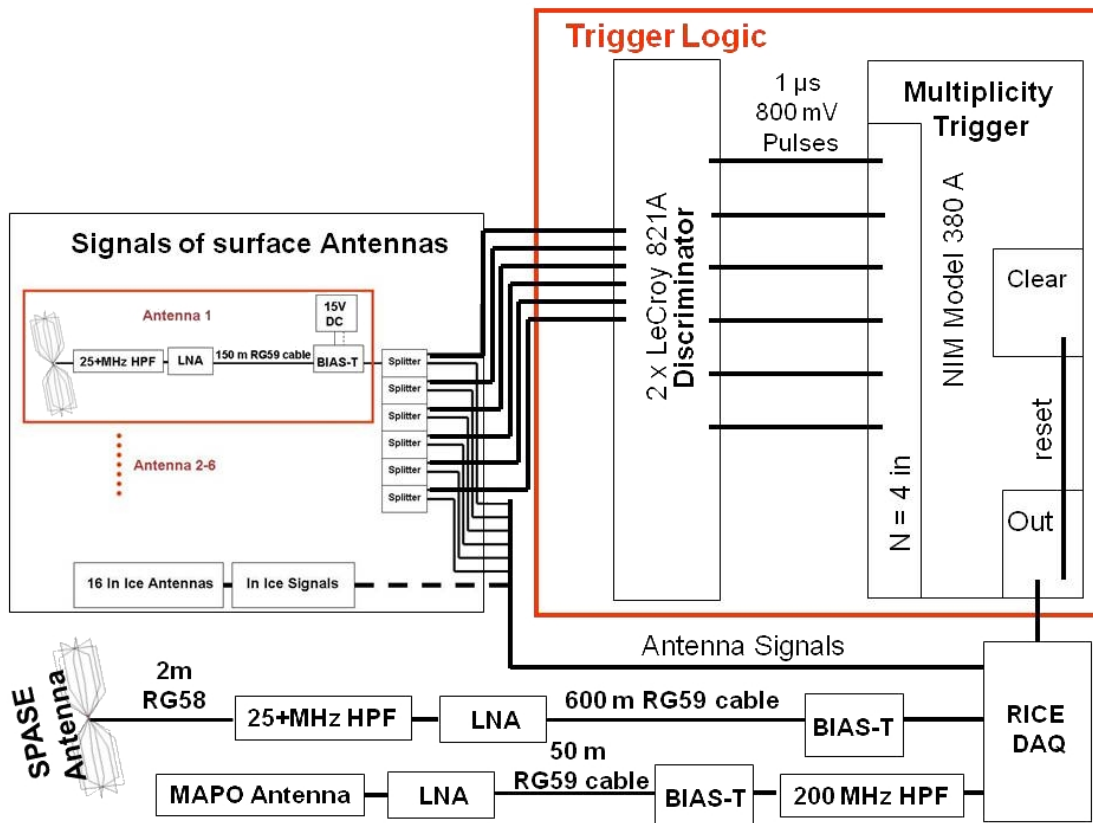 Trigger Logic
1 µs
800 mV
Pulses
Multiplicity
Trigger
2 x LeCroy 821A
Discriminator
NIM Model 380 A
N = 4 in
Clear
reset
Out
Signals of surface Antennas
Antenna 1
15V
DC
25+MHz HPF
LNA
150 m RG59 cable
BIAS-T
Splitter
Splitter
Splitter
Splitter
Splitter
Splitter
Antenna 2-6
16 In Ice Antennas
In Ice Signals
Antenna Signals
SPASE
Antenna
2m
RG58
25+MHz HPF
LNA
600 m RG59 cable
BIAS-T
RICE
DAQ
MAPO Antenna
LNA
50 m
RG59 cable
BIAS-T
200 MHz HPF